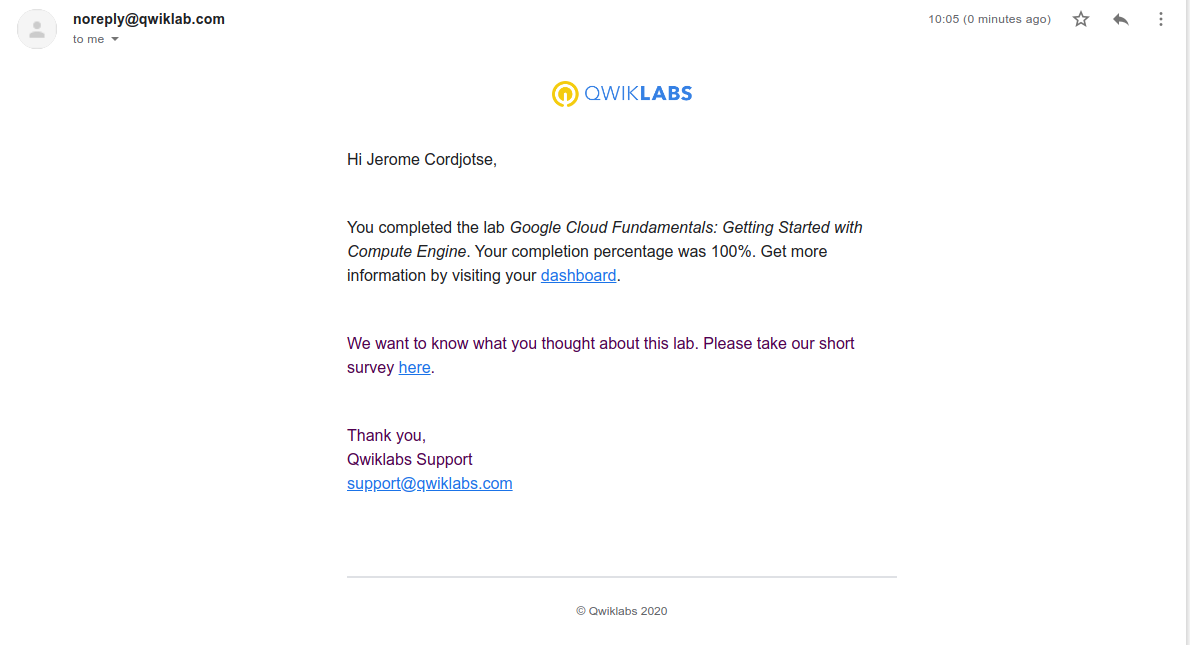 noreply@qwiklab.com
10:05 (0 minutes ago)
to me
QWIKLABS
Hi Jerome Cordjotse,
You completed the lab Google Cloud Fundamentals: Getting Started with
Compute Engine. Your completion percentage was 100%. Get more
information by visiting your dashboard.
We want to know what you thought about this lab. Please take our short
survey here.
Thank you,
Qwiklabs Support
support@qwiklabs.com
© Qwiklabs 2020